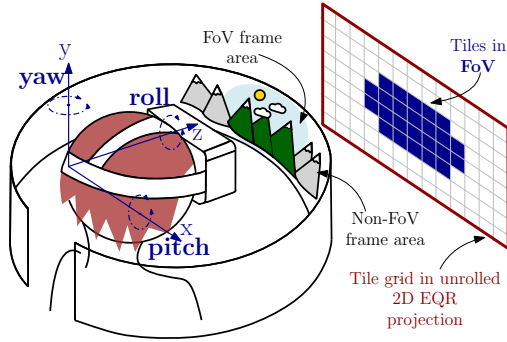 FoV frame
area
Tiles in
FoV
y
yaw
roll
z
x
pitch
Non-FoV
frame area
Tile grid in unrolled
2D EQR
projection